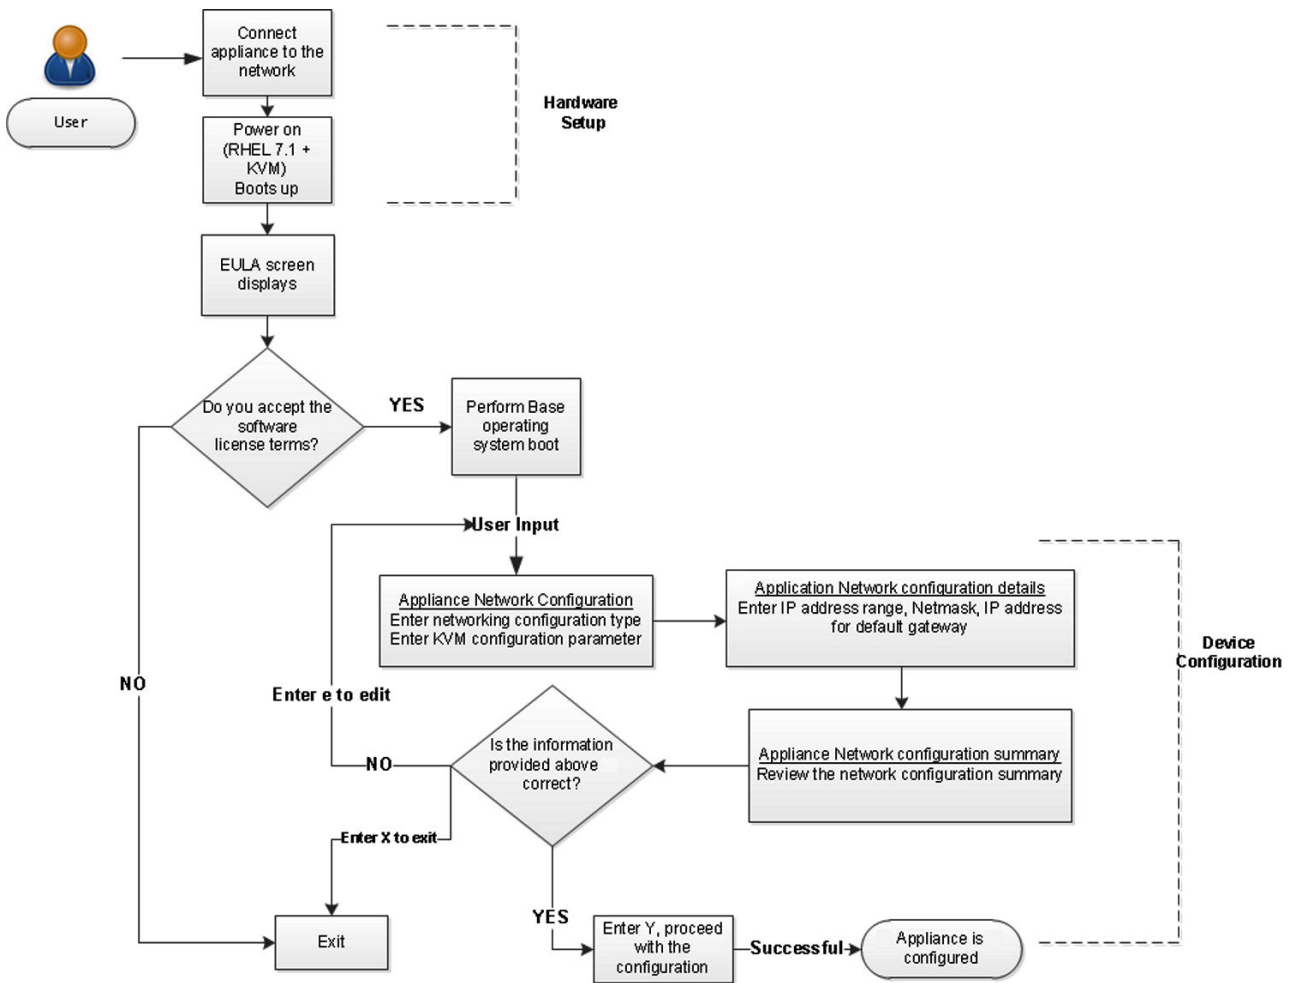 User
Connect
appliance to the
network
Power on
(RHEL 7.1 +
KVM)
Boots up
Hardware
Setup
EULA screen
displays
Do you accept the
software
license terms?
YES
Perform Base
operating
system boot
NO
User Input
Appliance Network Configuration
Enter networking configuration type
Enter KVM configuration parameter
Application Network configuration details
Enter IP address range, Netmask, IP address
for default gateway
Device
Configuration
Enter e to edit
Appliance Network configuration summary
Review the network configuration summary
Is the information
provided above
correct?
NO
Enter X to exit
YES
Exit
Enter Y, proceed
with the
configuration
Successful
Appliance is
configured